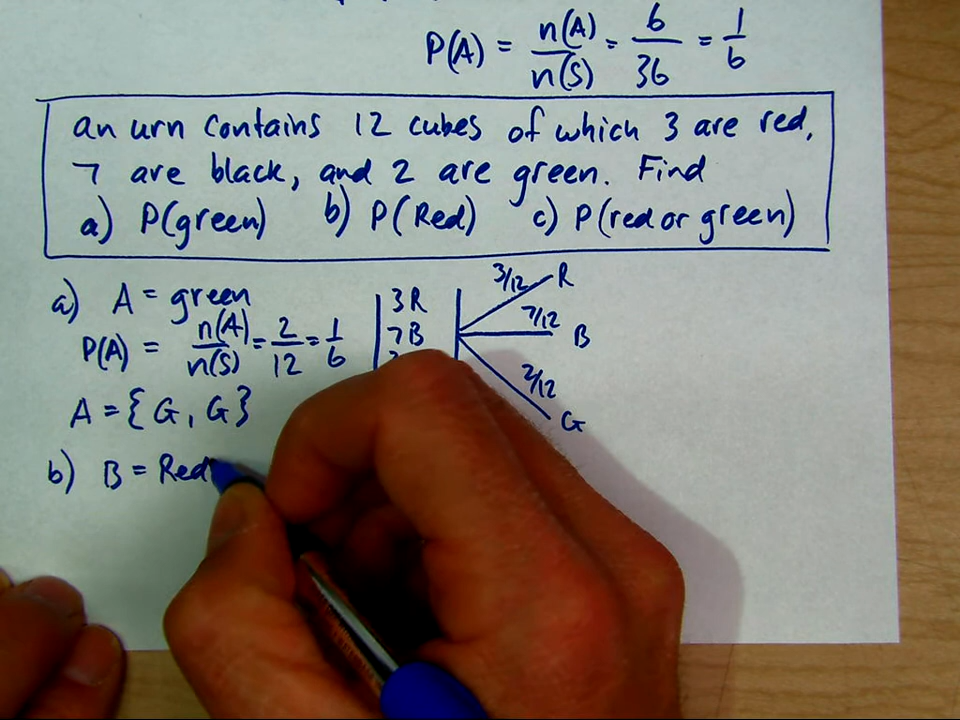 P(A) = n(A)/n(S) = 6/36 = 1/6
an urn contains 12 cubes of which 3 are red,
7 are black, and 2 are green. Find
a) P(green) b) P(Red) c) P(red or green)
a) A = green
P(A) = n(A)/n(S) = 2/12 = 1/6
A = {G, G}
b) B = Red
3R
7B
3/12 R
7/12 B
2/12 G